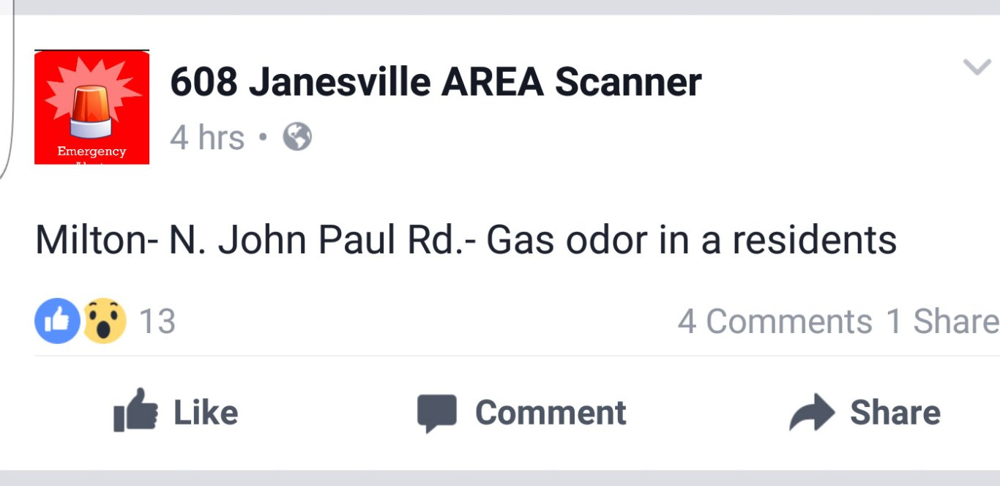 608 Janesville AREA Scanner
4 hrs •
Emergency
Milton- N. John Paul Rd.- Gas odor in a residents
13
4 Comments 1 Share
Like
Comment
Share